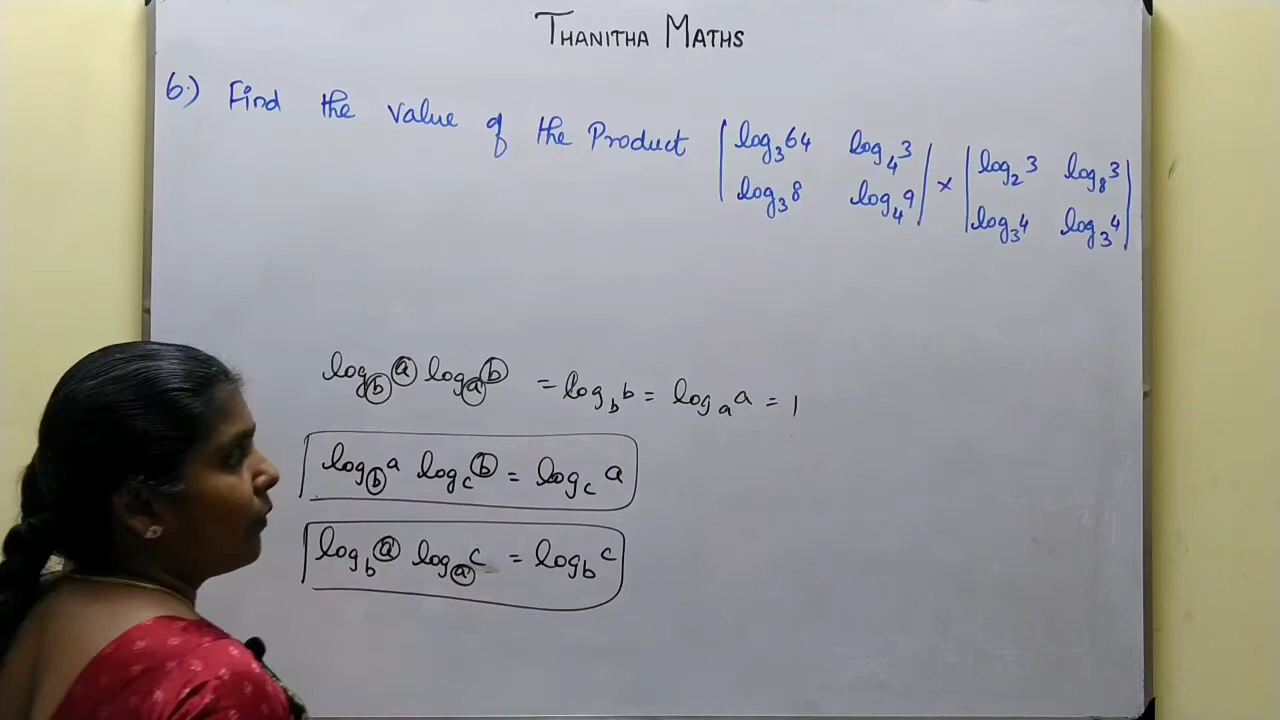 THANITHA MATHS
6.) Find the value of the Product |log₃64 log₄3| × |log₂3 log₈3|
|log₃8 log₄9| |log₃4 log₃4|
log_b a log_a b = log_b b = log_a a = 1
log_b a log_c b = log_c a
log_b a log_a c = log_b c